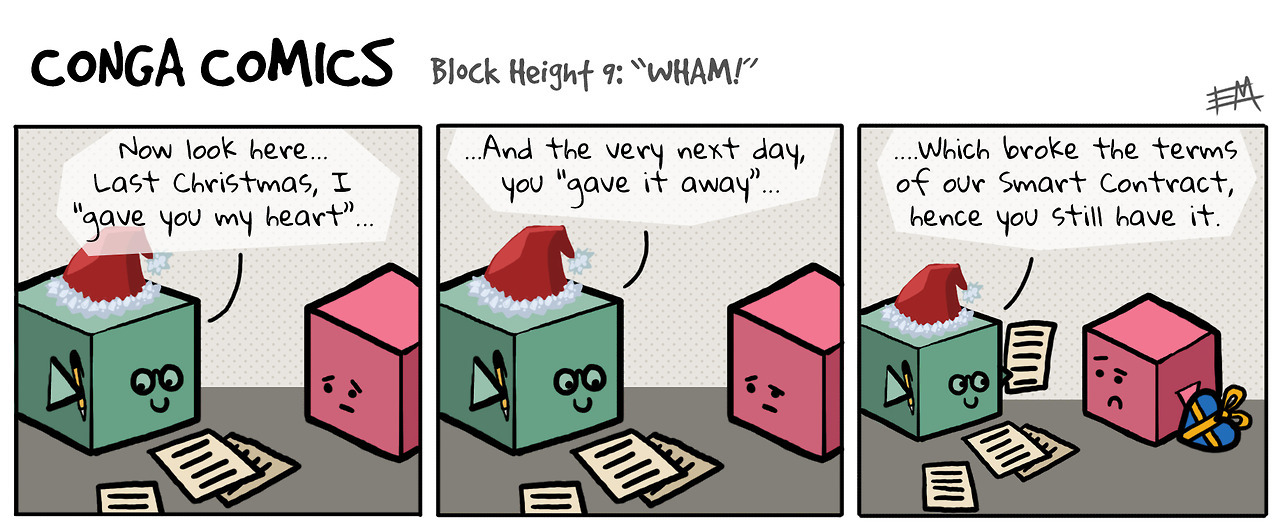 CONGA COMICS Block Height 9: “WHAM!”
EM
Now look here...
Last Christmas, I
“gave you my heart”...
...And the very next day,
you “gave it away”...
....Which broke the terms
of our Smart Contract,
hence you still have it.